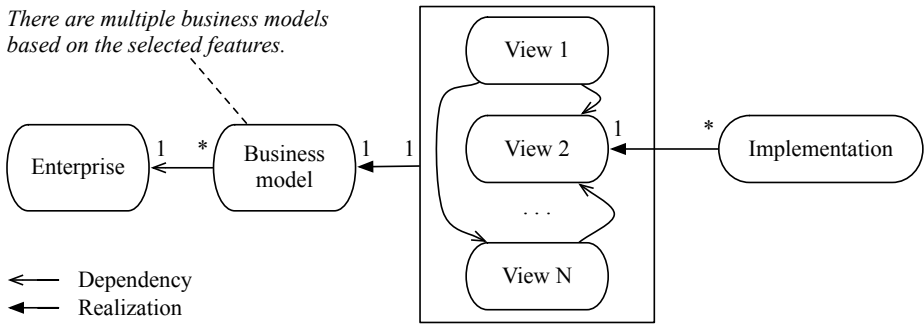 There are multiple business models
based on the selected features.
View 1
1
*
1
1
1
*
Enterprise
Business
model
View 2
Implementation
. . .
View N
Dependency
Realization